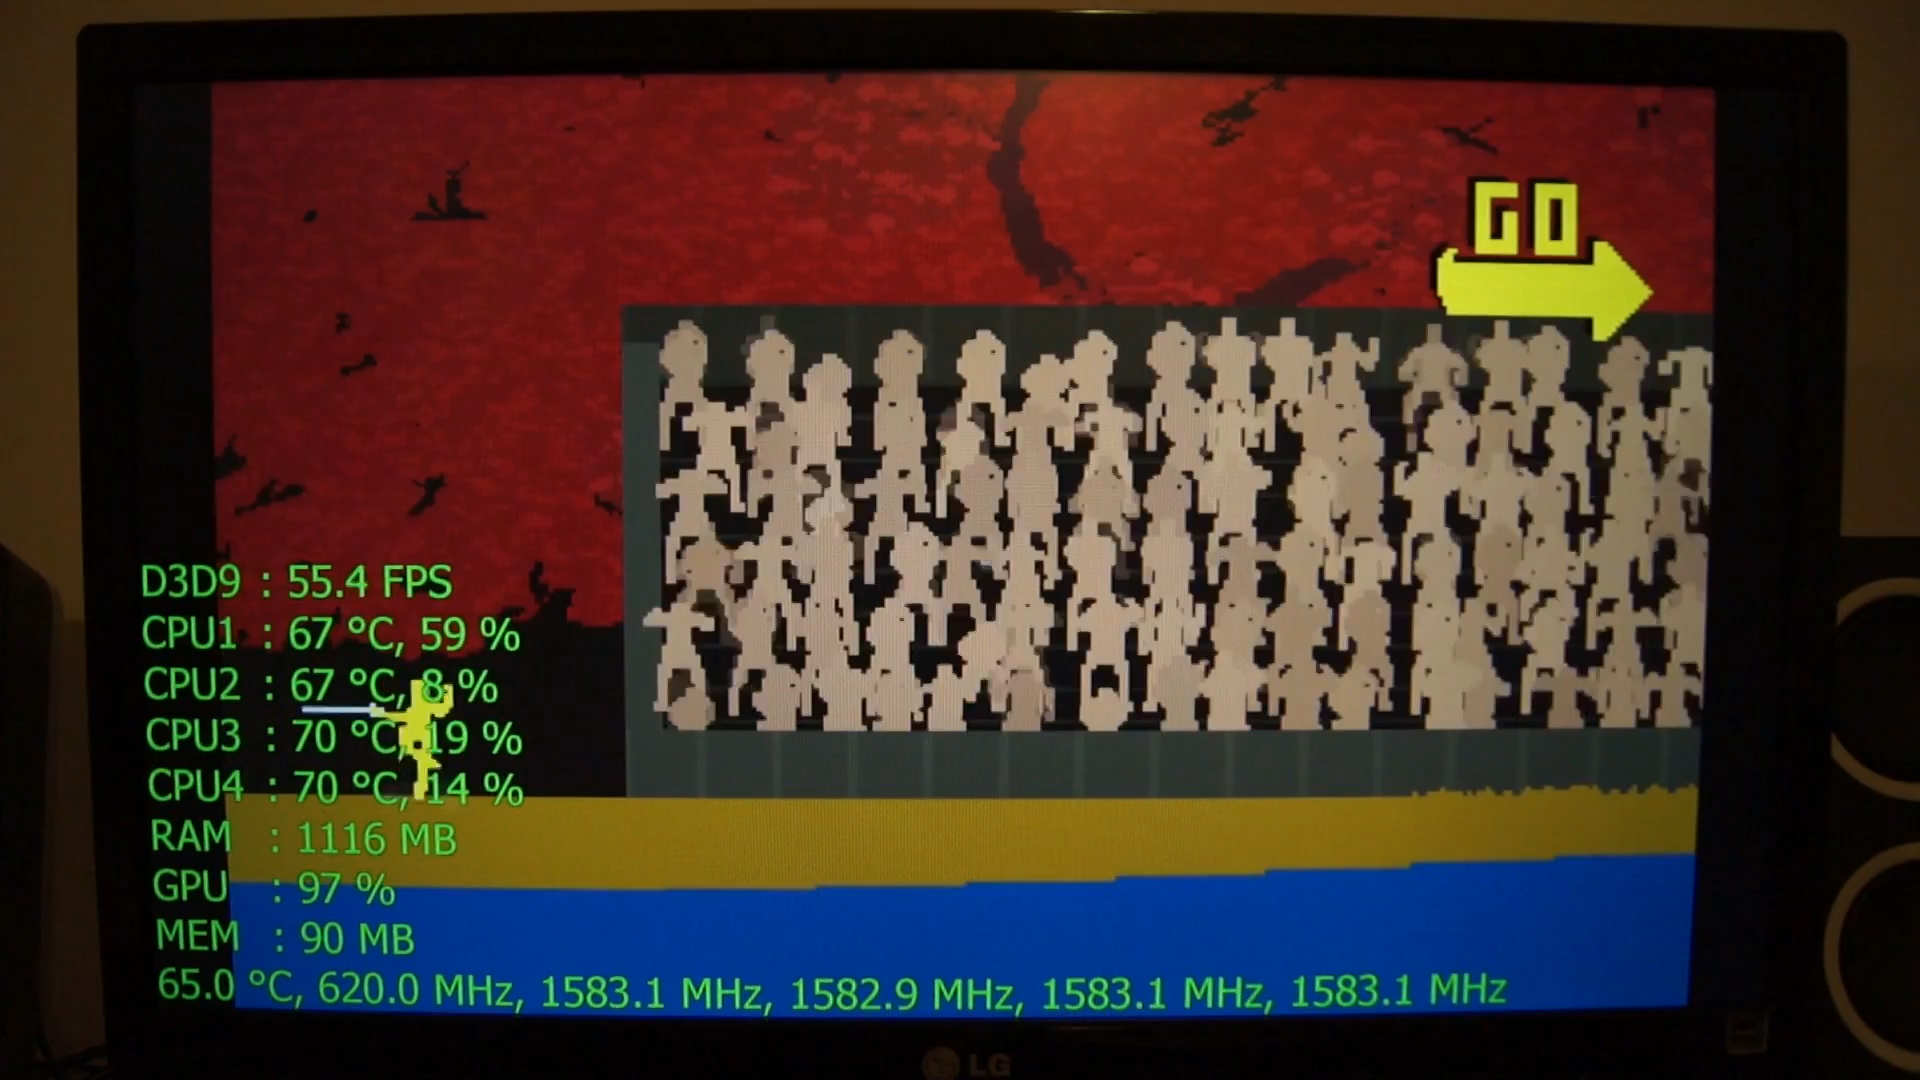 GO
D3D9 : 55.4 FPS
CPU1 : 67 °C, 59 %
CPU2 : 67 °C, 8 %
CPU3 : 70 °C, 19 %
CPU4 : 70 °C, 14 %
RAM : 1116 MB
GPU : 97 %
MEM : 90 MB
65.0 °C, 620.0 MHz, 1583.1 MHz, 1582.9 MHz, 1583.1 MHz, 1583.1 MHz
LG